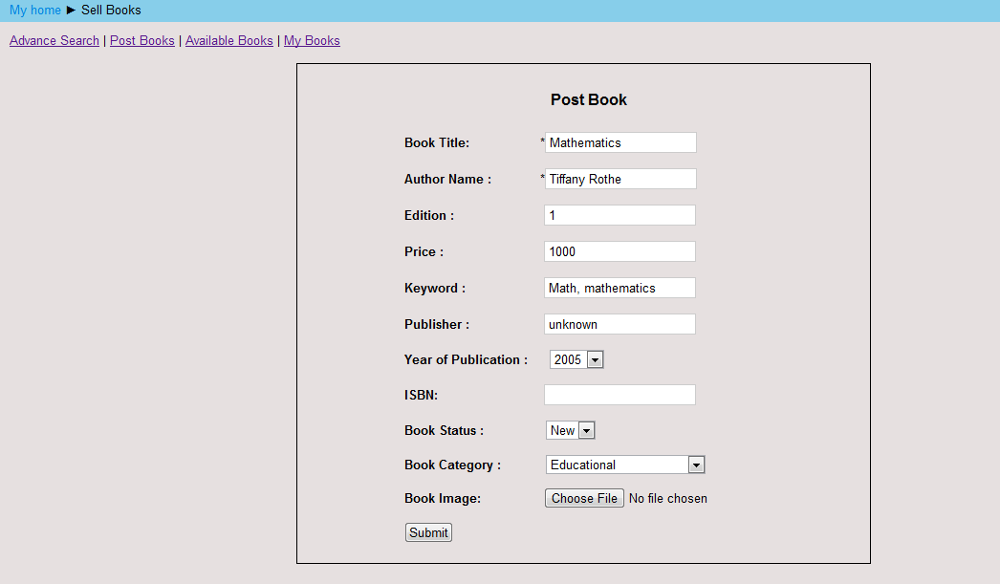 My home ► Sell Books
Advance Search | Post Books | Available Books | My Books
Post Book
Book Title: * Mathematics
Author Name : * Tiffany Rothe
Edition : 1
Price : 1000
Keyword : Math, mathematics
Publisher : unknown
Year of Publication : 2005
ISBN:
Book Status : New
Book Category : Educational
Book Image: Choose File No file chosen
Submit